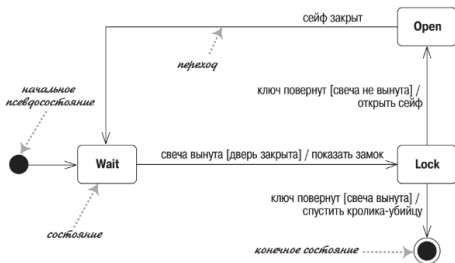 сейф закрыт
Open
переход
начальное
псевдосостояние
ключ повернут [свеча не вынута] /
открыть сейф
Wait
свеча вынута [дверь закрыта] / показать замок
Lock
состояние
ключ повернут [свеча вынута] /
спустить кролика-убийцу
конечное состояние